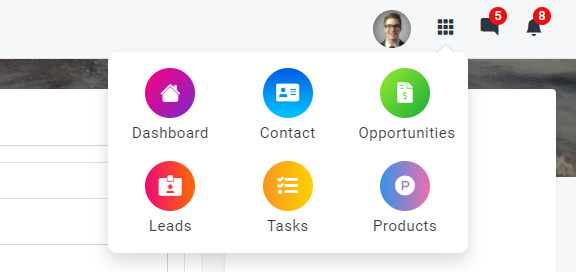 5
8
Dashboard
Contact
Opportunities
Leads
Tasks
P
Products